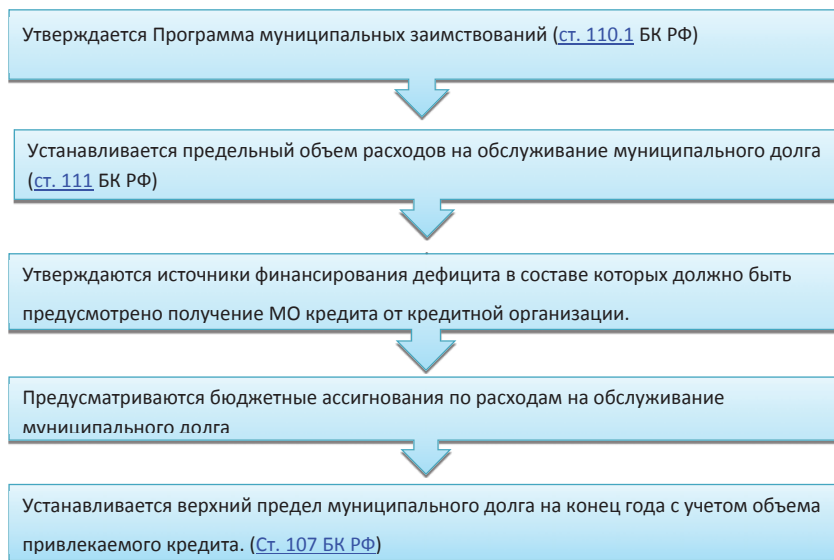 Утверждается Программа муниципальных заимствований (ст. 110.1 БК РФ)
Устанавливается предельный объем расходов на обслуживание муниципального долга
(ст. 111 БК РФ)
Утверждаются источники финансирования дефицита в составе которых должно быть
предусмотрено получение МО кредита от кредитной организации.
Предусматриваются бюджетные ассигнования по расходам на обслуживание
муниципального долга
Устанавливается верхний предел муниципального долга на конец года с учетом объема
привлекаемого кредита. (Ст. 107 БК РФ)